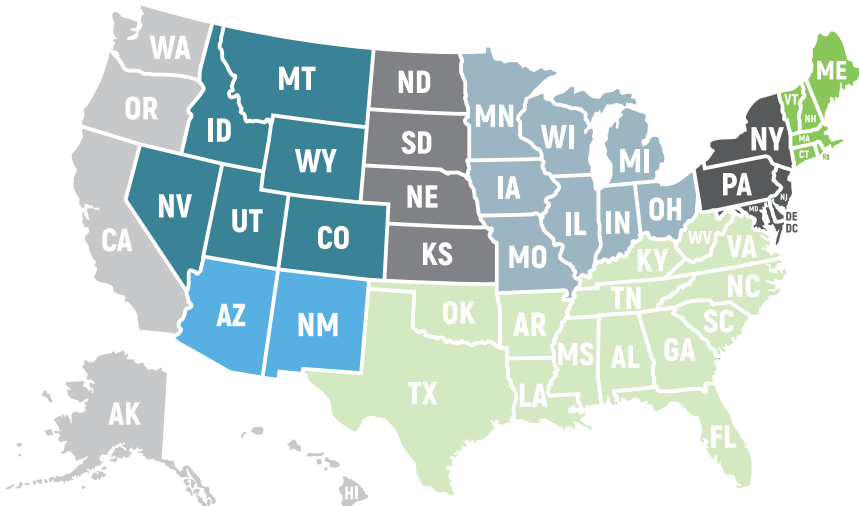 WA
MT
ND
MN
ME
OR
ID
SD
WI
MI
VT
NH
NY
MA
CT
RI
WY
NE
IA
PA
NJ
NV
UT
CO
KS
MO
IL
IN
OH
MD
DE
DC
CA
KY
WV
VA
AZ
NM
OK
AR
TN
NC
SC
MS
AL
GA
TX
LA
FL
AK
HI